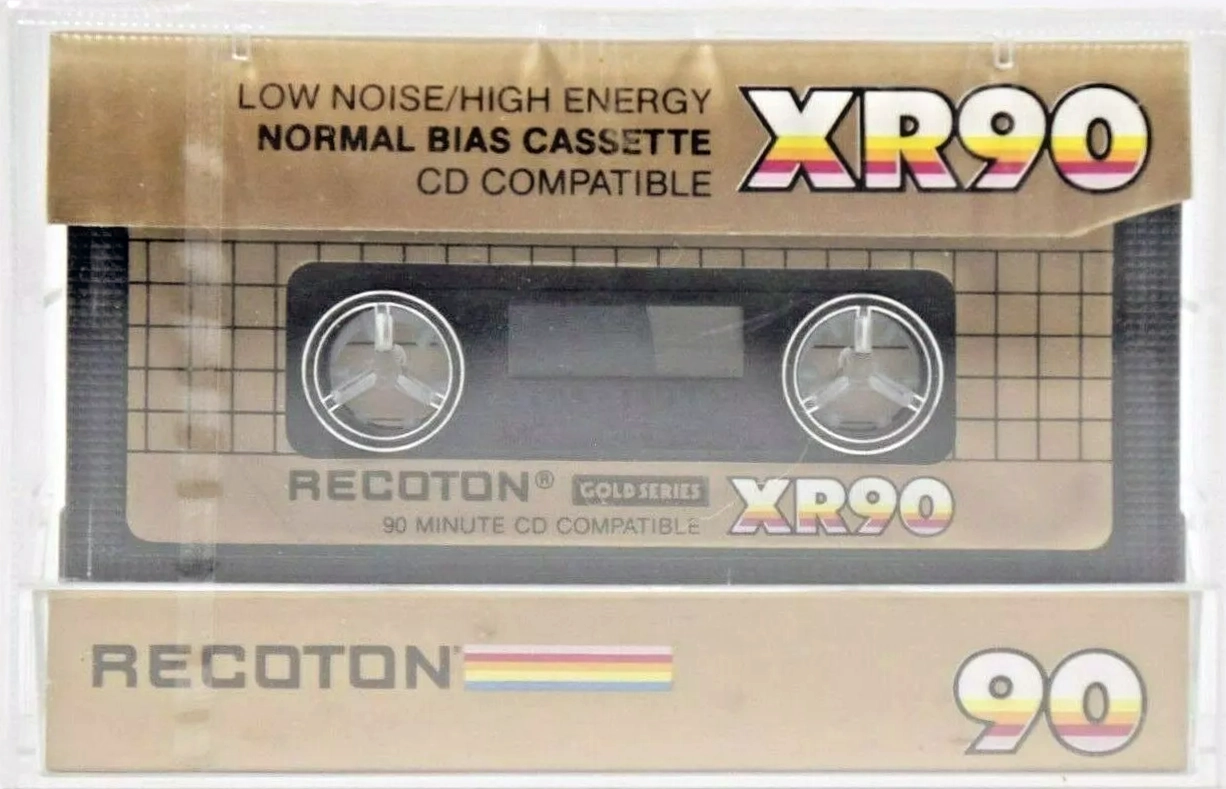 LOW NOISE/HIGH ENERGY
NORMAL BIAS CASSETTE
CD COMPATIBLE
XR90
RECOTON® GOLD SERIES XR90
90 MINUTE CD COMPATIBLE
RECOTON 90